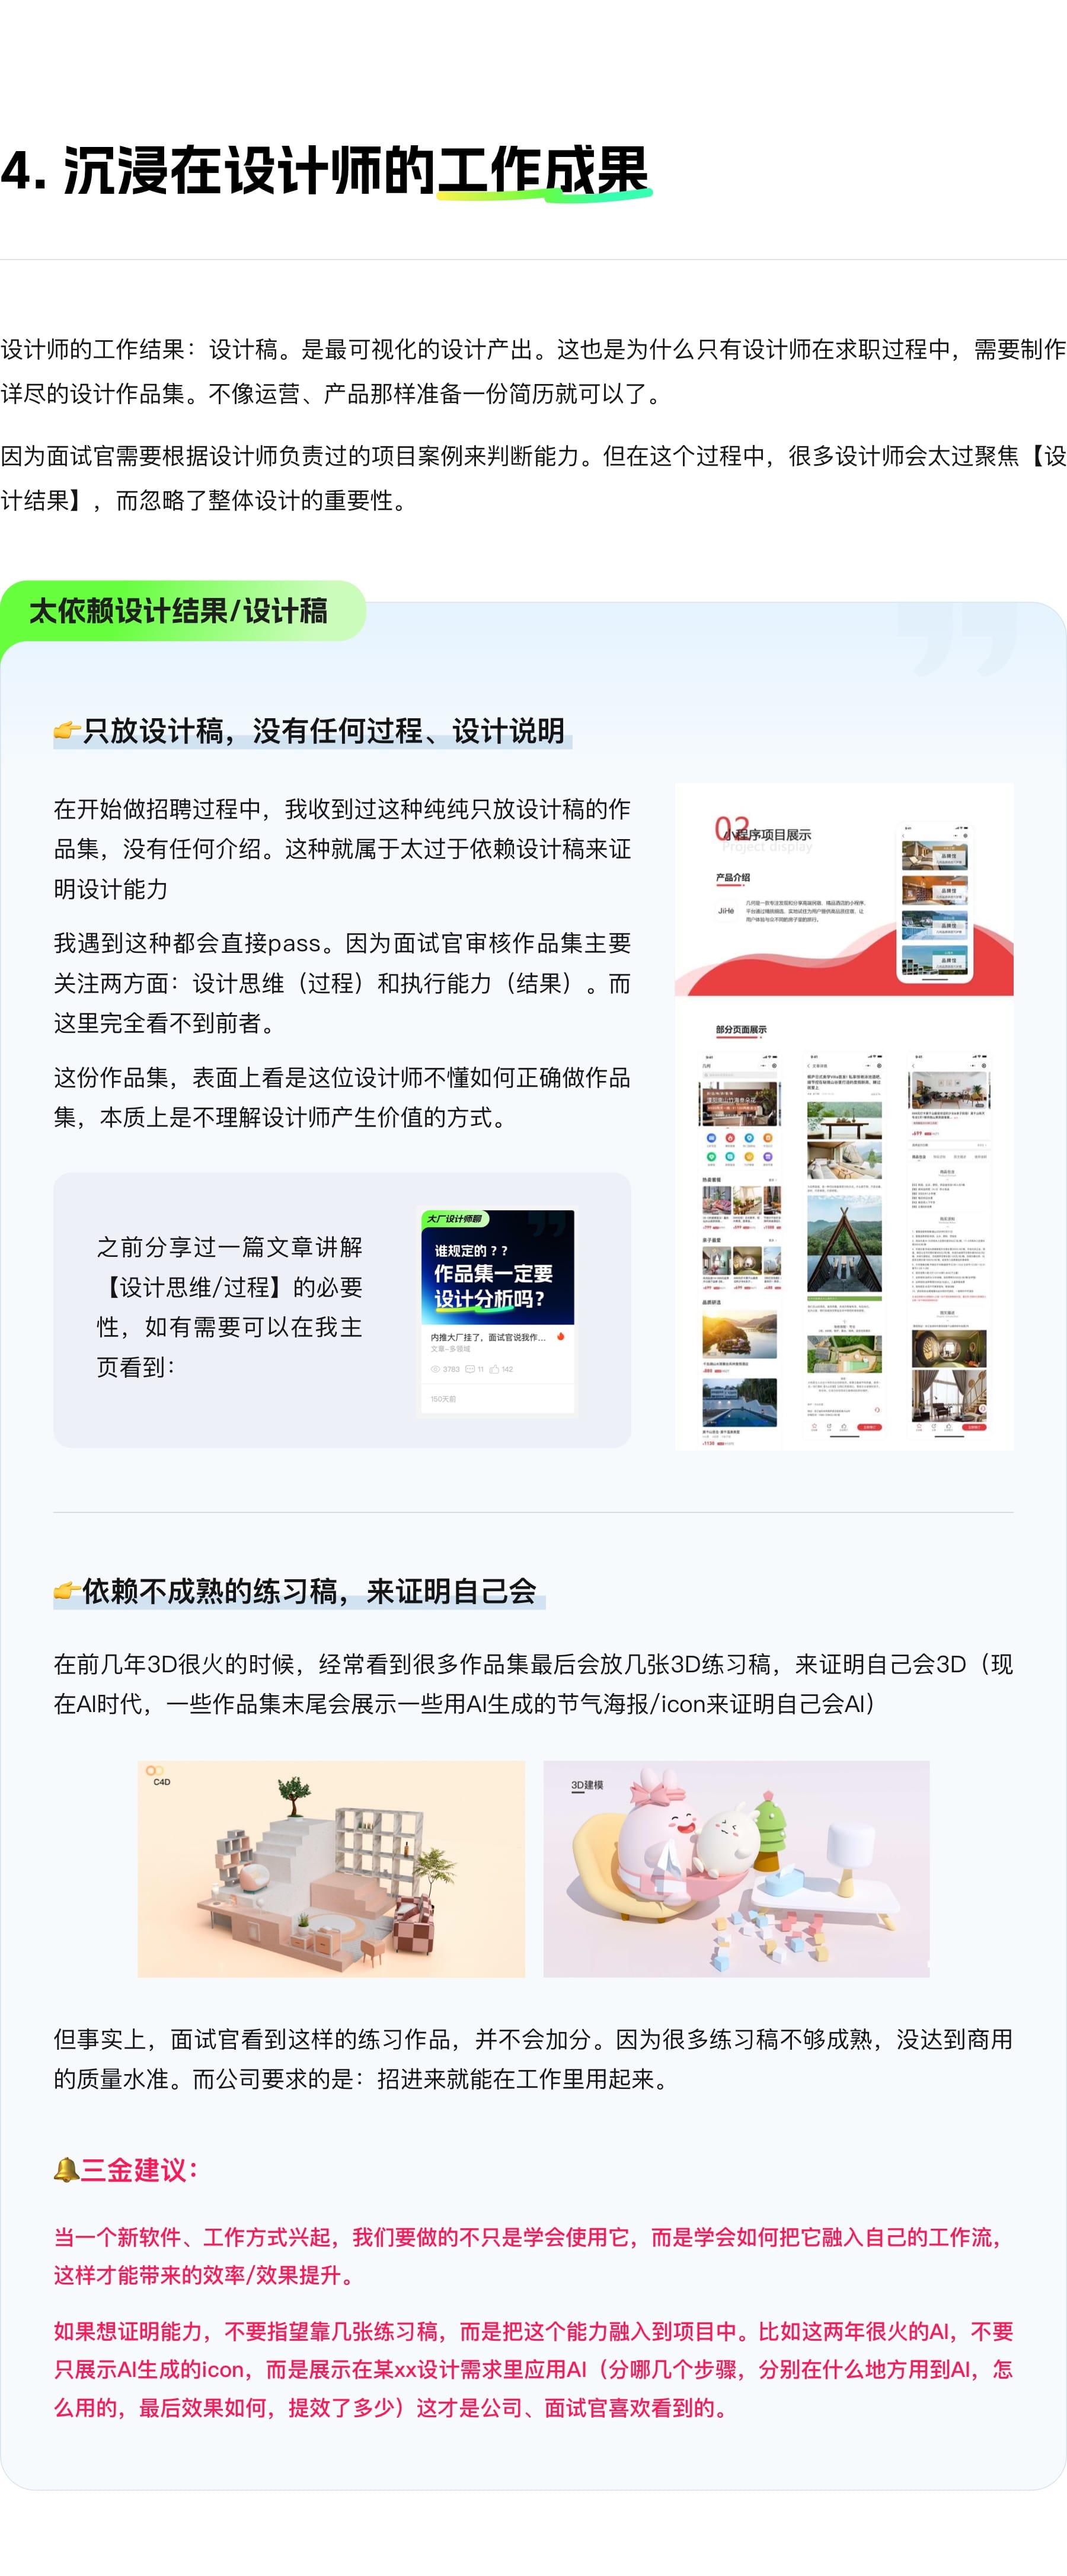 4. 沉浸在设计师的工作成果
设计师的工作结果：设计稿。是最可视化的设计产出。这也是为什么只有设计师在求职过程中，需要制作
详尽的设计作品集。不像运营、产品那样准备一份简历就可以了。
因为面试官需要根据设计师负责过的项目案例来判断能力。但在这个过程中，很多设计师会太过聚焦【设
计结果】，而忽略了整体设计的重要性。
太依赖设计结果/设计稿
👉只放设计稿，没有任何过程、设计说明
在开始做招聘过程中，我收到过这种纯纯只放设计稿的作
品集，没有任何介绍。这种就属于太过于依赖设计稿来证
明设计能力
我遇到这种都会直接pass。因为面试官审核作品集主要
关注两方面：设计思维（过程）和执行能力（结果）。而
这里完全看不到前者。
这份作品集，表面上看是这位设计师不懂如何正确做作品
集，本质上是不理解设计师产生价值的方式。
之前分享过一篇文章讲解
【设计思维/过程】的必要
性，如有需要可以在我主
页看到：
大厂设计师聊
谁规定的？？
作品集一定要
设计分析吗？
内推大厂挂了，面试官说我作...
文章-多领域
3783 11 142
150天前
02
小程序项目展示
Project display
产品介绍
JiHé
品牌馆
品牌馆
品牌馆
品牌馆
部分页面展示
👉依赖不成熟的练习稿，来证明自己会
在前几年3D很火的时候，经常看到很多作品集最后会放几张3D练习稿，来证明自己会3D（现
在AI时代，一些作品集末尾会展示一些用AI生成的节气海报/icon来证明自己会AI）
C4D
3D建模
但事实上，面试官看到这样的练习作品，并不会加分。因为很多练习稿不够成熟，没达到商用
的质量水准。而公司要求的是：招进来就能在工作里用起来。
🔔三金建议：
当一个新软件、工作方式兴起，我们要做的不只是学会使用它，而是学会如何把它融入自己的工作流，
这样才能带来的效率/效果提升。
如果想证明能力，不要指望靠几张练习稿，而是把这个能力融入到项目中。比如这两年很火的AI，不要
只展示AI生成的icon，而是展示在某xx设计需求里应用AI（分哪几个步骤，分别在什么地方用到AI，怎
么用的，最后效果如何，提效了多少）这才是公司、面试官喜欢看到的。